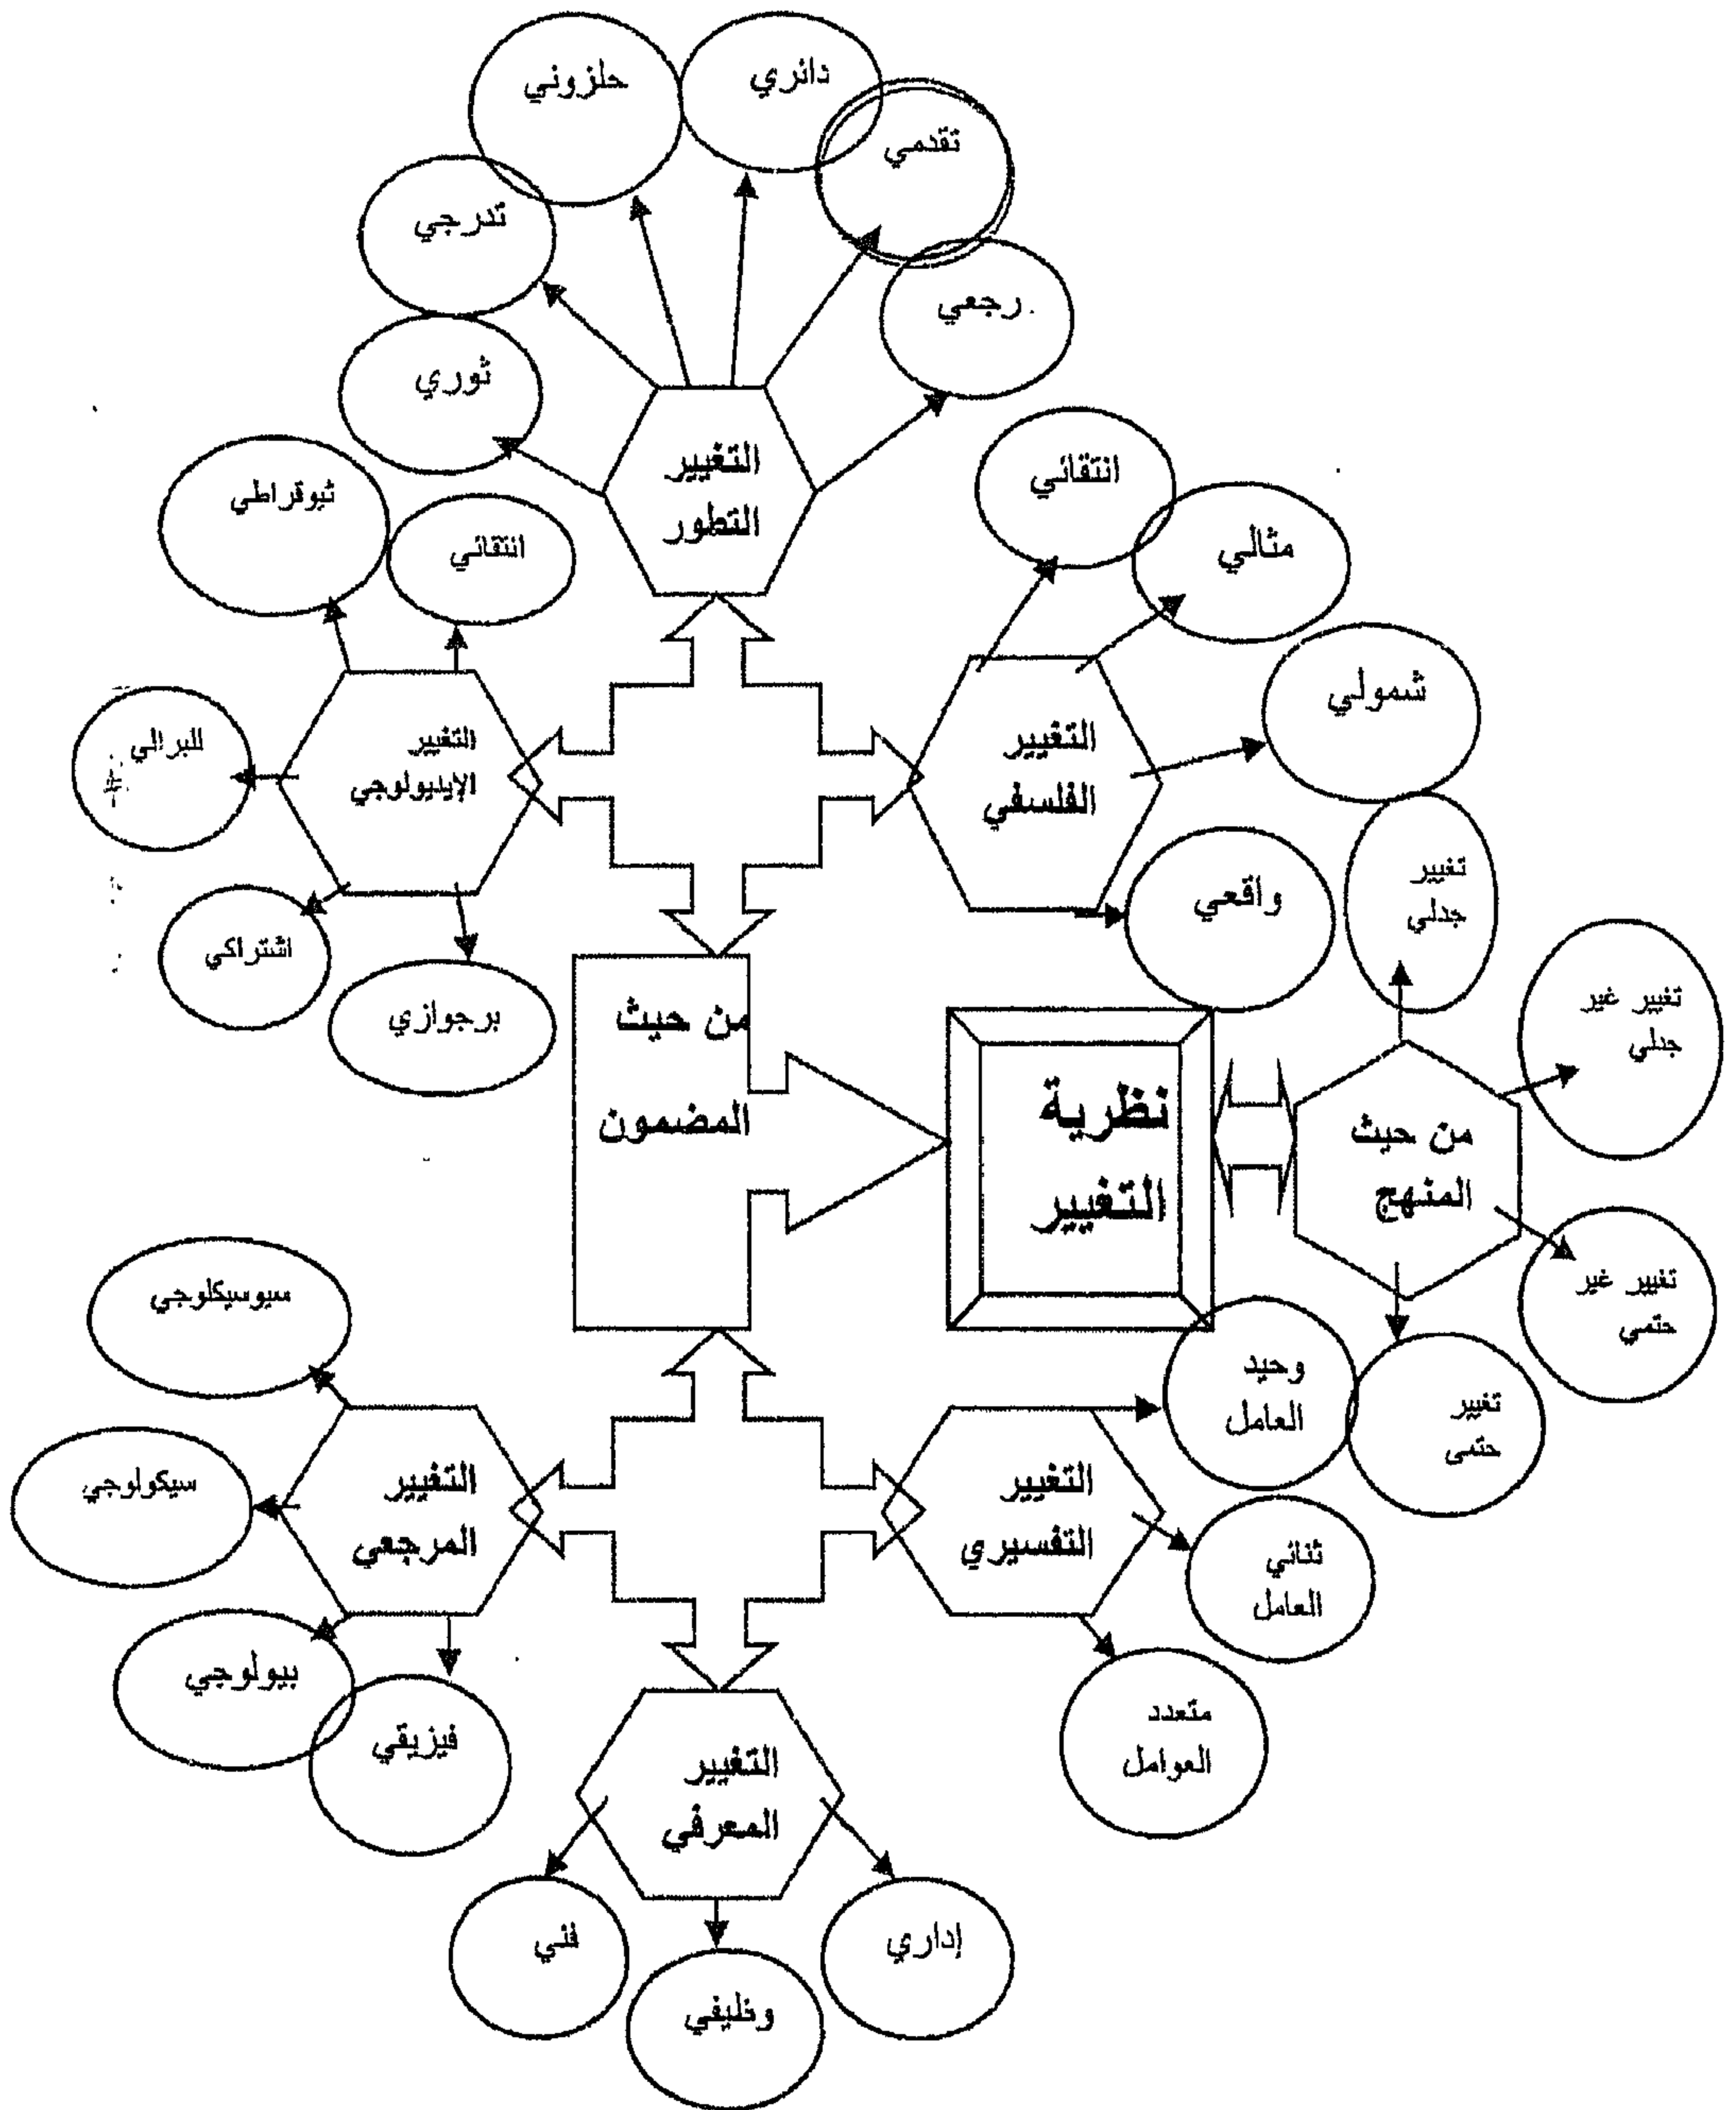 حلزوني
دائري
تقدمي
تدرجي
رجعي
ثوري
التغيير
التطور
انتقائي
مثالي
شمولي
واقعي
التغيير
الفلسفي
ثيوقراطي
انتقائي
للبرالي
اشتراكي
برجوازي
التغيير
الإيديولوجي
من حيث
المضمون
نظرية
التغيير
من حيث
المنهج
تغيير
جدلي
تغيير غير
جدلي
تغيير غير
حتمي
تغيير
حتمى
وحيد
العامل
ثنائي
العامل
متعدد
العوامل
التغيير
التفسيري
سيوسيكلوجي
سيكولوجي
بيولوجي
فيزيقي
التغيير
المرجعي
التغيير
المعرفي
فني
وظيفي
إداري